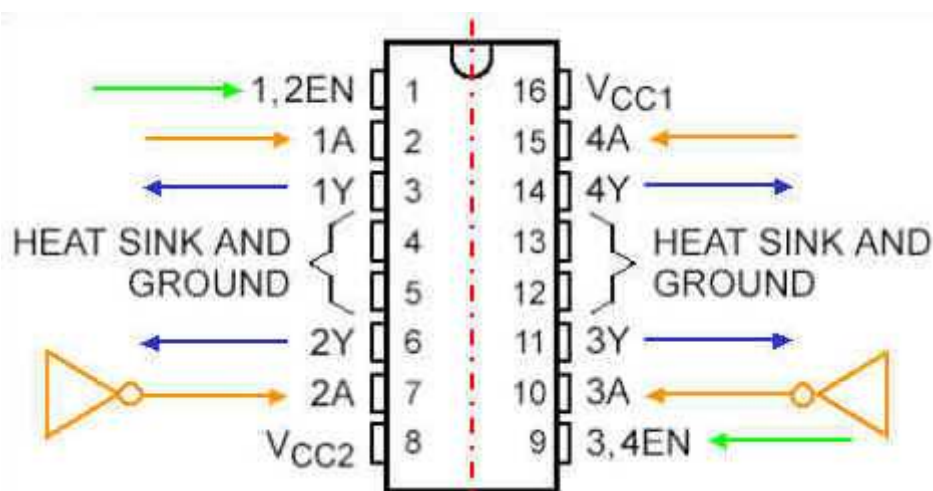 1,2EN 1 16 VCC1
1A 2 15 4A
1Y 3 14 4Y
HEAT SINK AND 4 13 HEAT SINK AND
GROUND 5 12 GROUND
2Y 6 11 3Y
2A 7 10 3A
VCC2 8 9 3,4EN